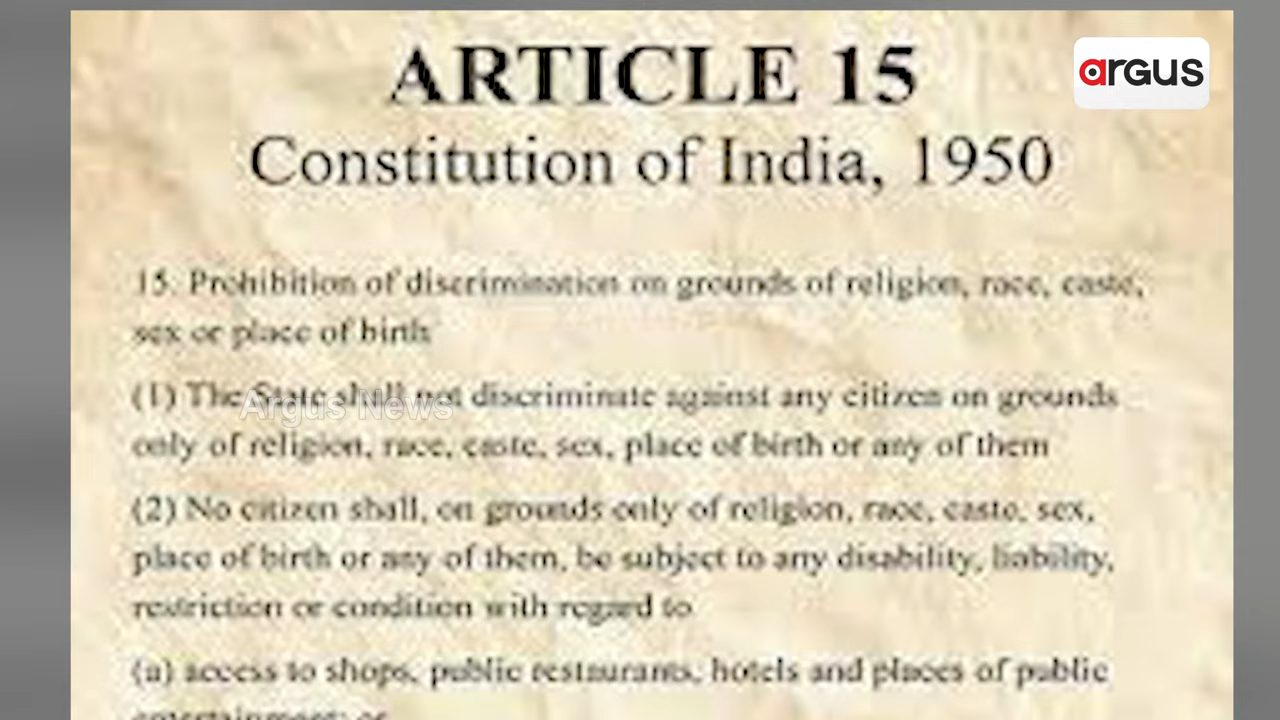 ARTICLE 15
argus
Constitution of India, 1950
15. Prohibition of discrimination on grounds of religion, race, caste,
sex or place of birth
(1) The State shall not discriminate against any citizen on grounds
Argus News
only of religion, race, caste, sex, place of birth or any of them
(2) No citizen shall, on grounds only of religion, race, caste, sex,
place of birth or any of them, be subject to any disability, liability,
restriction or condition with regard to
(a) access to shops, public restaurants, hotels and places of public
entertainment; or